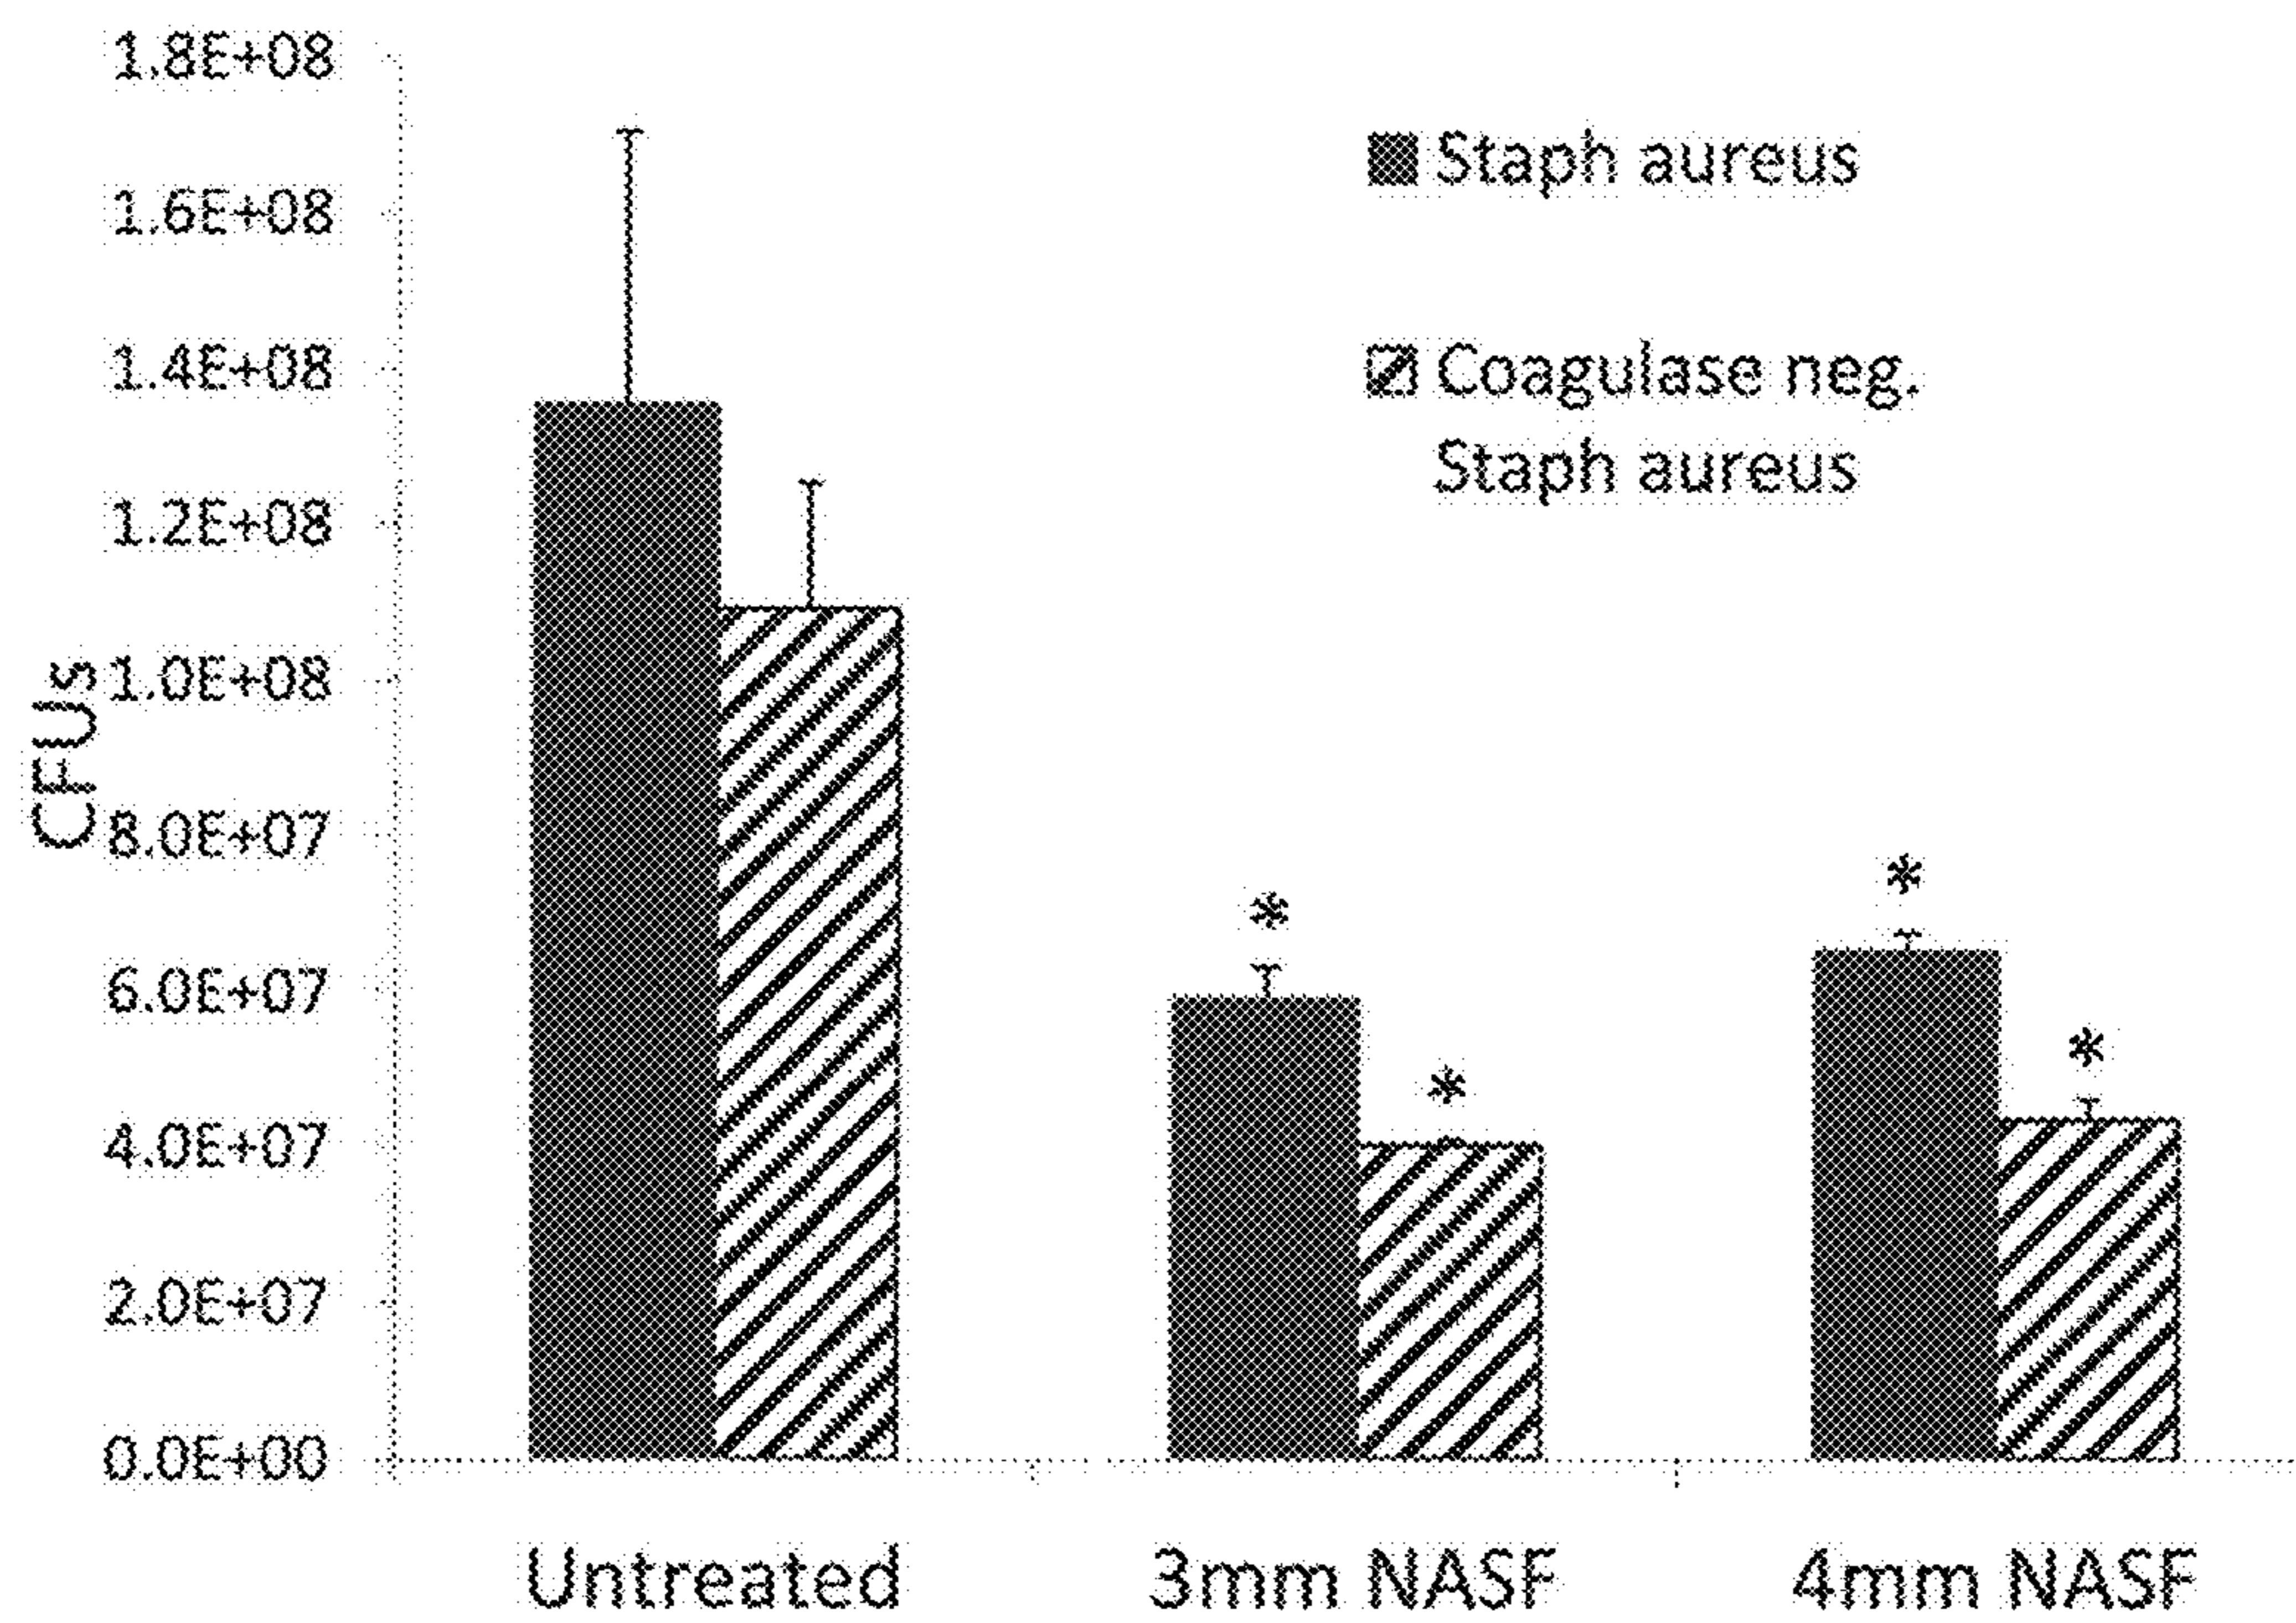 1.8E+08
1.6E+08
1.4E+08
1.2E+08
1.0E+08
8.0E+07
6.0E+07
4.0E+07
2.0E+07
0.0E+00
CFUs
Staph aureus
Coagulase neg.
Staph aureus
*
*
*
*
Untreated
3mm NASF
4mm NASF